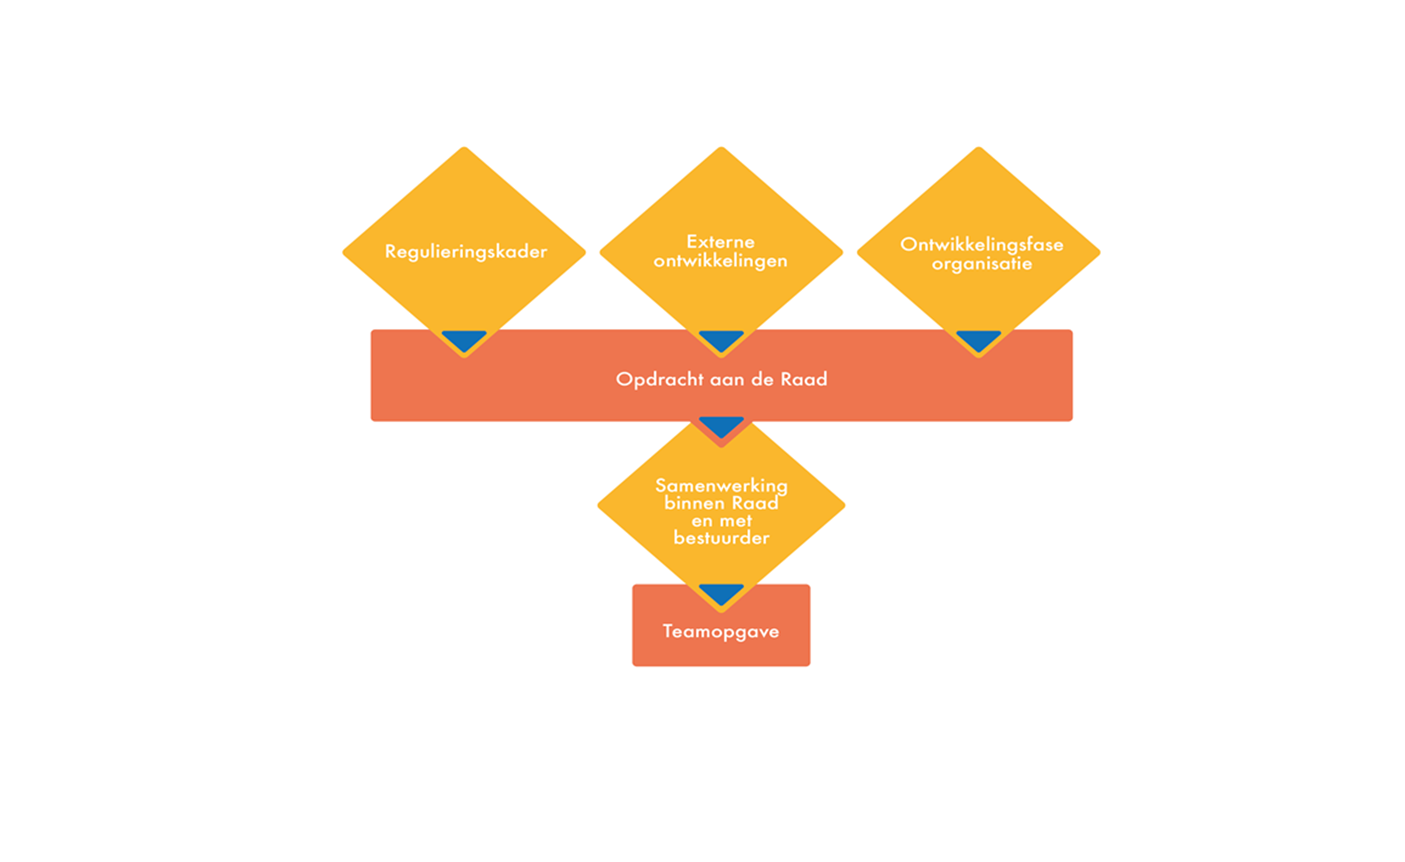 Regulieringskader
Externe
ontwikkelingen
Ontwikkelingsfase
organisatie
Opdracht aan de Raad
Samenwerking
binnen Raad
en met
bestuurder
Teamopgave